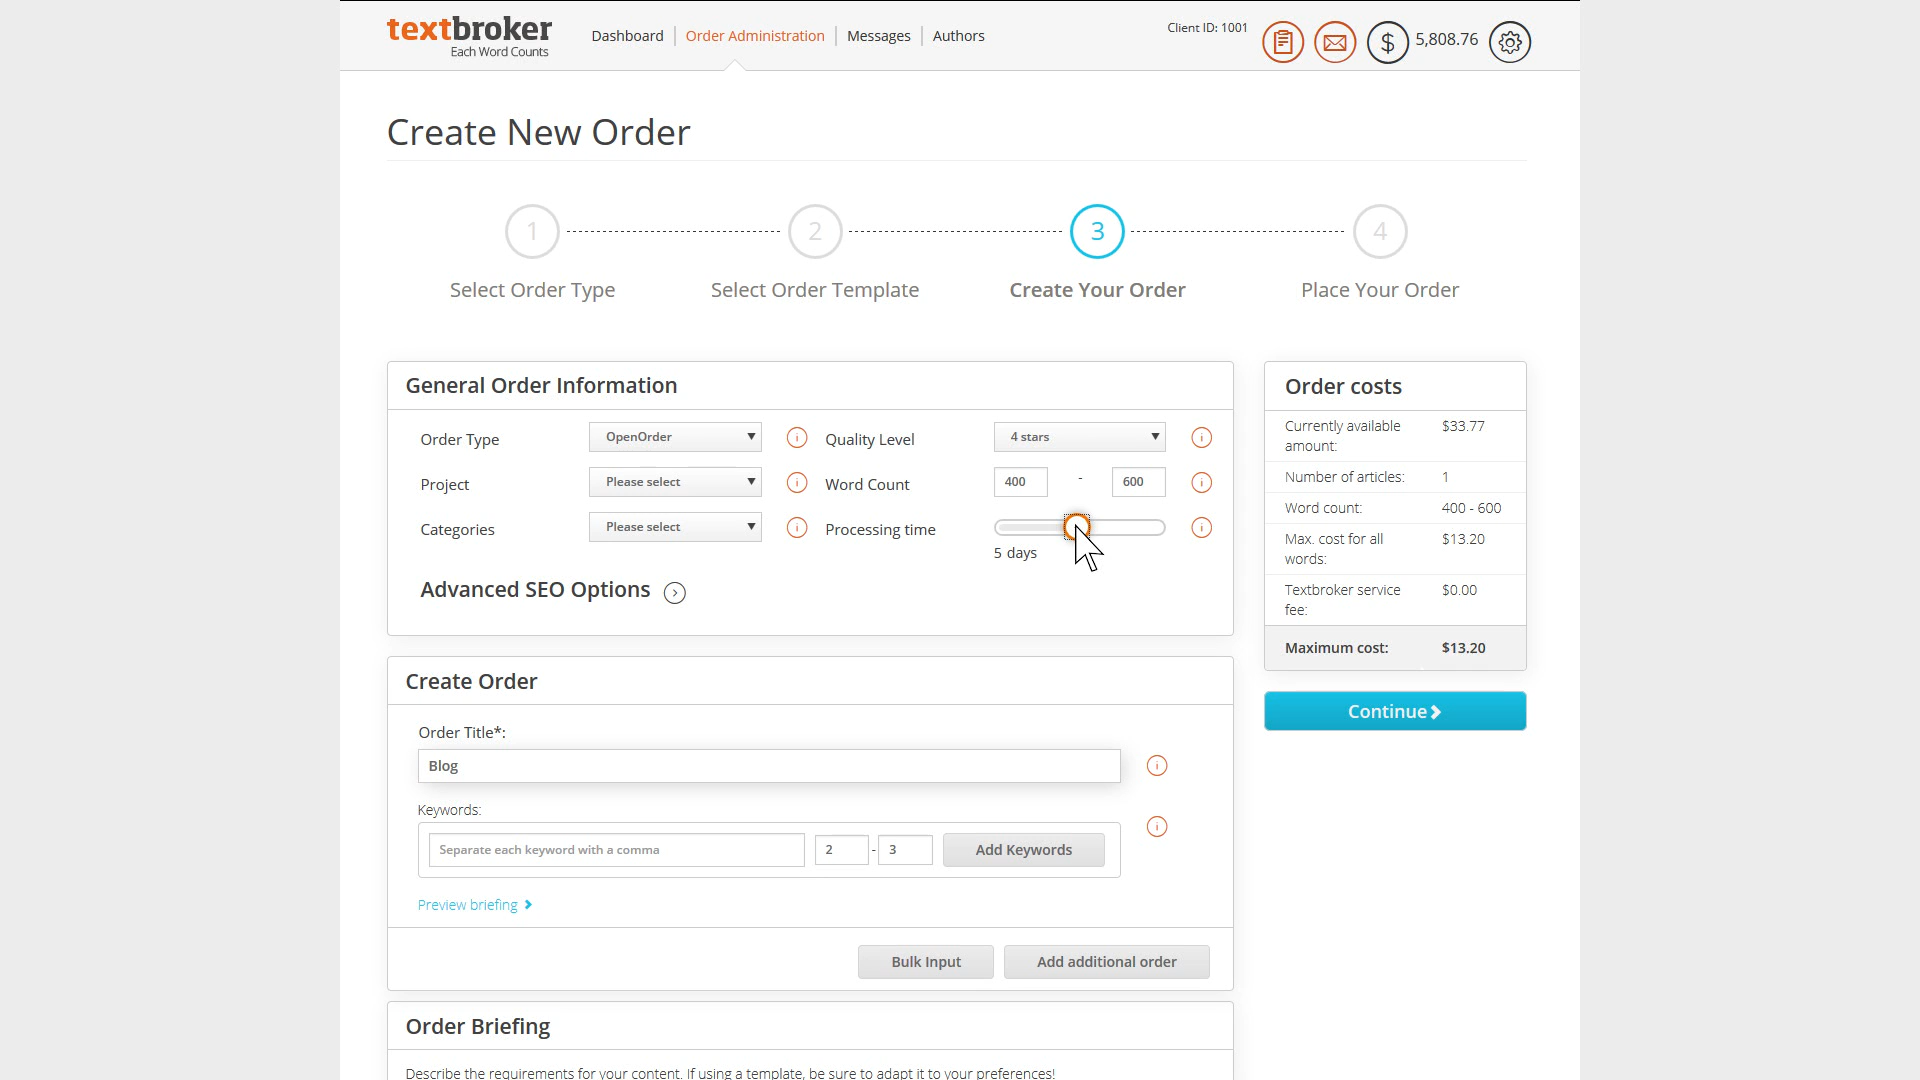 textbroker
Each Word Counts
Dashboard
Order Administration
Messages
Authors
Client ID: 1001
$
5,808.76
Create New Order
1
2
3
4
Select Order Type
Select Order Template
Create Your Order
Place Your Order
General Order Information
Order Type
OpenOrder
Quality Level
4 stars
Project
Please select
Word Count
400
-
600
Categories
Please select
Processing time
5 days
Advanced SEO Options
Order costs
Currently available
amount:
$33.77
Number of articles:
1
Word count:
400 - 600
Max. cost for all
words:
$13.20
Textbroker service
fee:
$0.00
Maximum cost:
$13.20
Continue
Create Order
Order Title*:
Blog
Keywords:
Separate each keyword with a comma
2
-
3
Add Keywords
Preview briefing
Bulk Input
Add additional order
Order Briefing
Describe the requirements for your content. If using a template, be sure to adapt it to your preferences!